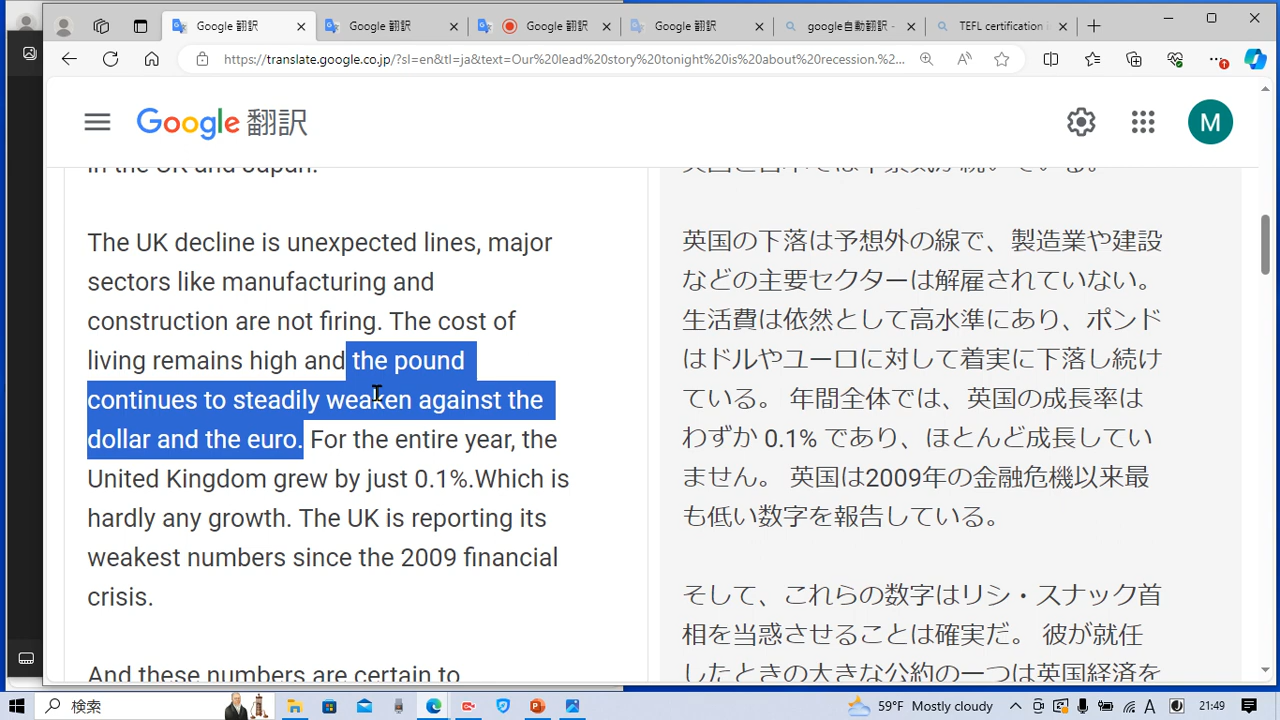 Google 翻訳
Google 翻訳
Google 翻訳
Google 翻訳
google自動翻訳 -
TEFL certification i
https://translate.google.co.jp/?sl=en&tl=ja&text=Our%20lead%20story%20tonight%20is%20about%20recession.%2...
1
Google 翻訳
M
in the UK and Japan.
The UK decline is unexpected lines, major
sectors like manufacturing and
construction are not firing. The cost of
living remains high and the pound
continues to steadily weaken against the
dollar and the euro. For the entire year, the
United Kingdom grew by just 0.1%.Which is
hardly any growth. The UK is reporting its
weakest numbers since the 2009 financial
crisis.
And these numbers are certain to
英国の下落は予想外の線で、製造業や建設
などの主要セクターは解雇されていない。
生活費は依然として高水準にあり、ポンド
はドルやユーロに対して着実に下落し続け
ている。 年間全体では、英国の成長率は
わずか 0.1% であり、ほとんど成長してい
ません。 英国は2009年の金融危機以来最
も低い数字を報告している。
そして、これらの数字はリシ・スナック首
相を当惑させることは確実だ。 彼が就任
したときの大きな公約の一つは英国経済を
検索
59°F Mostly cloudy
A
21:49